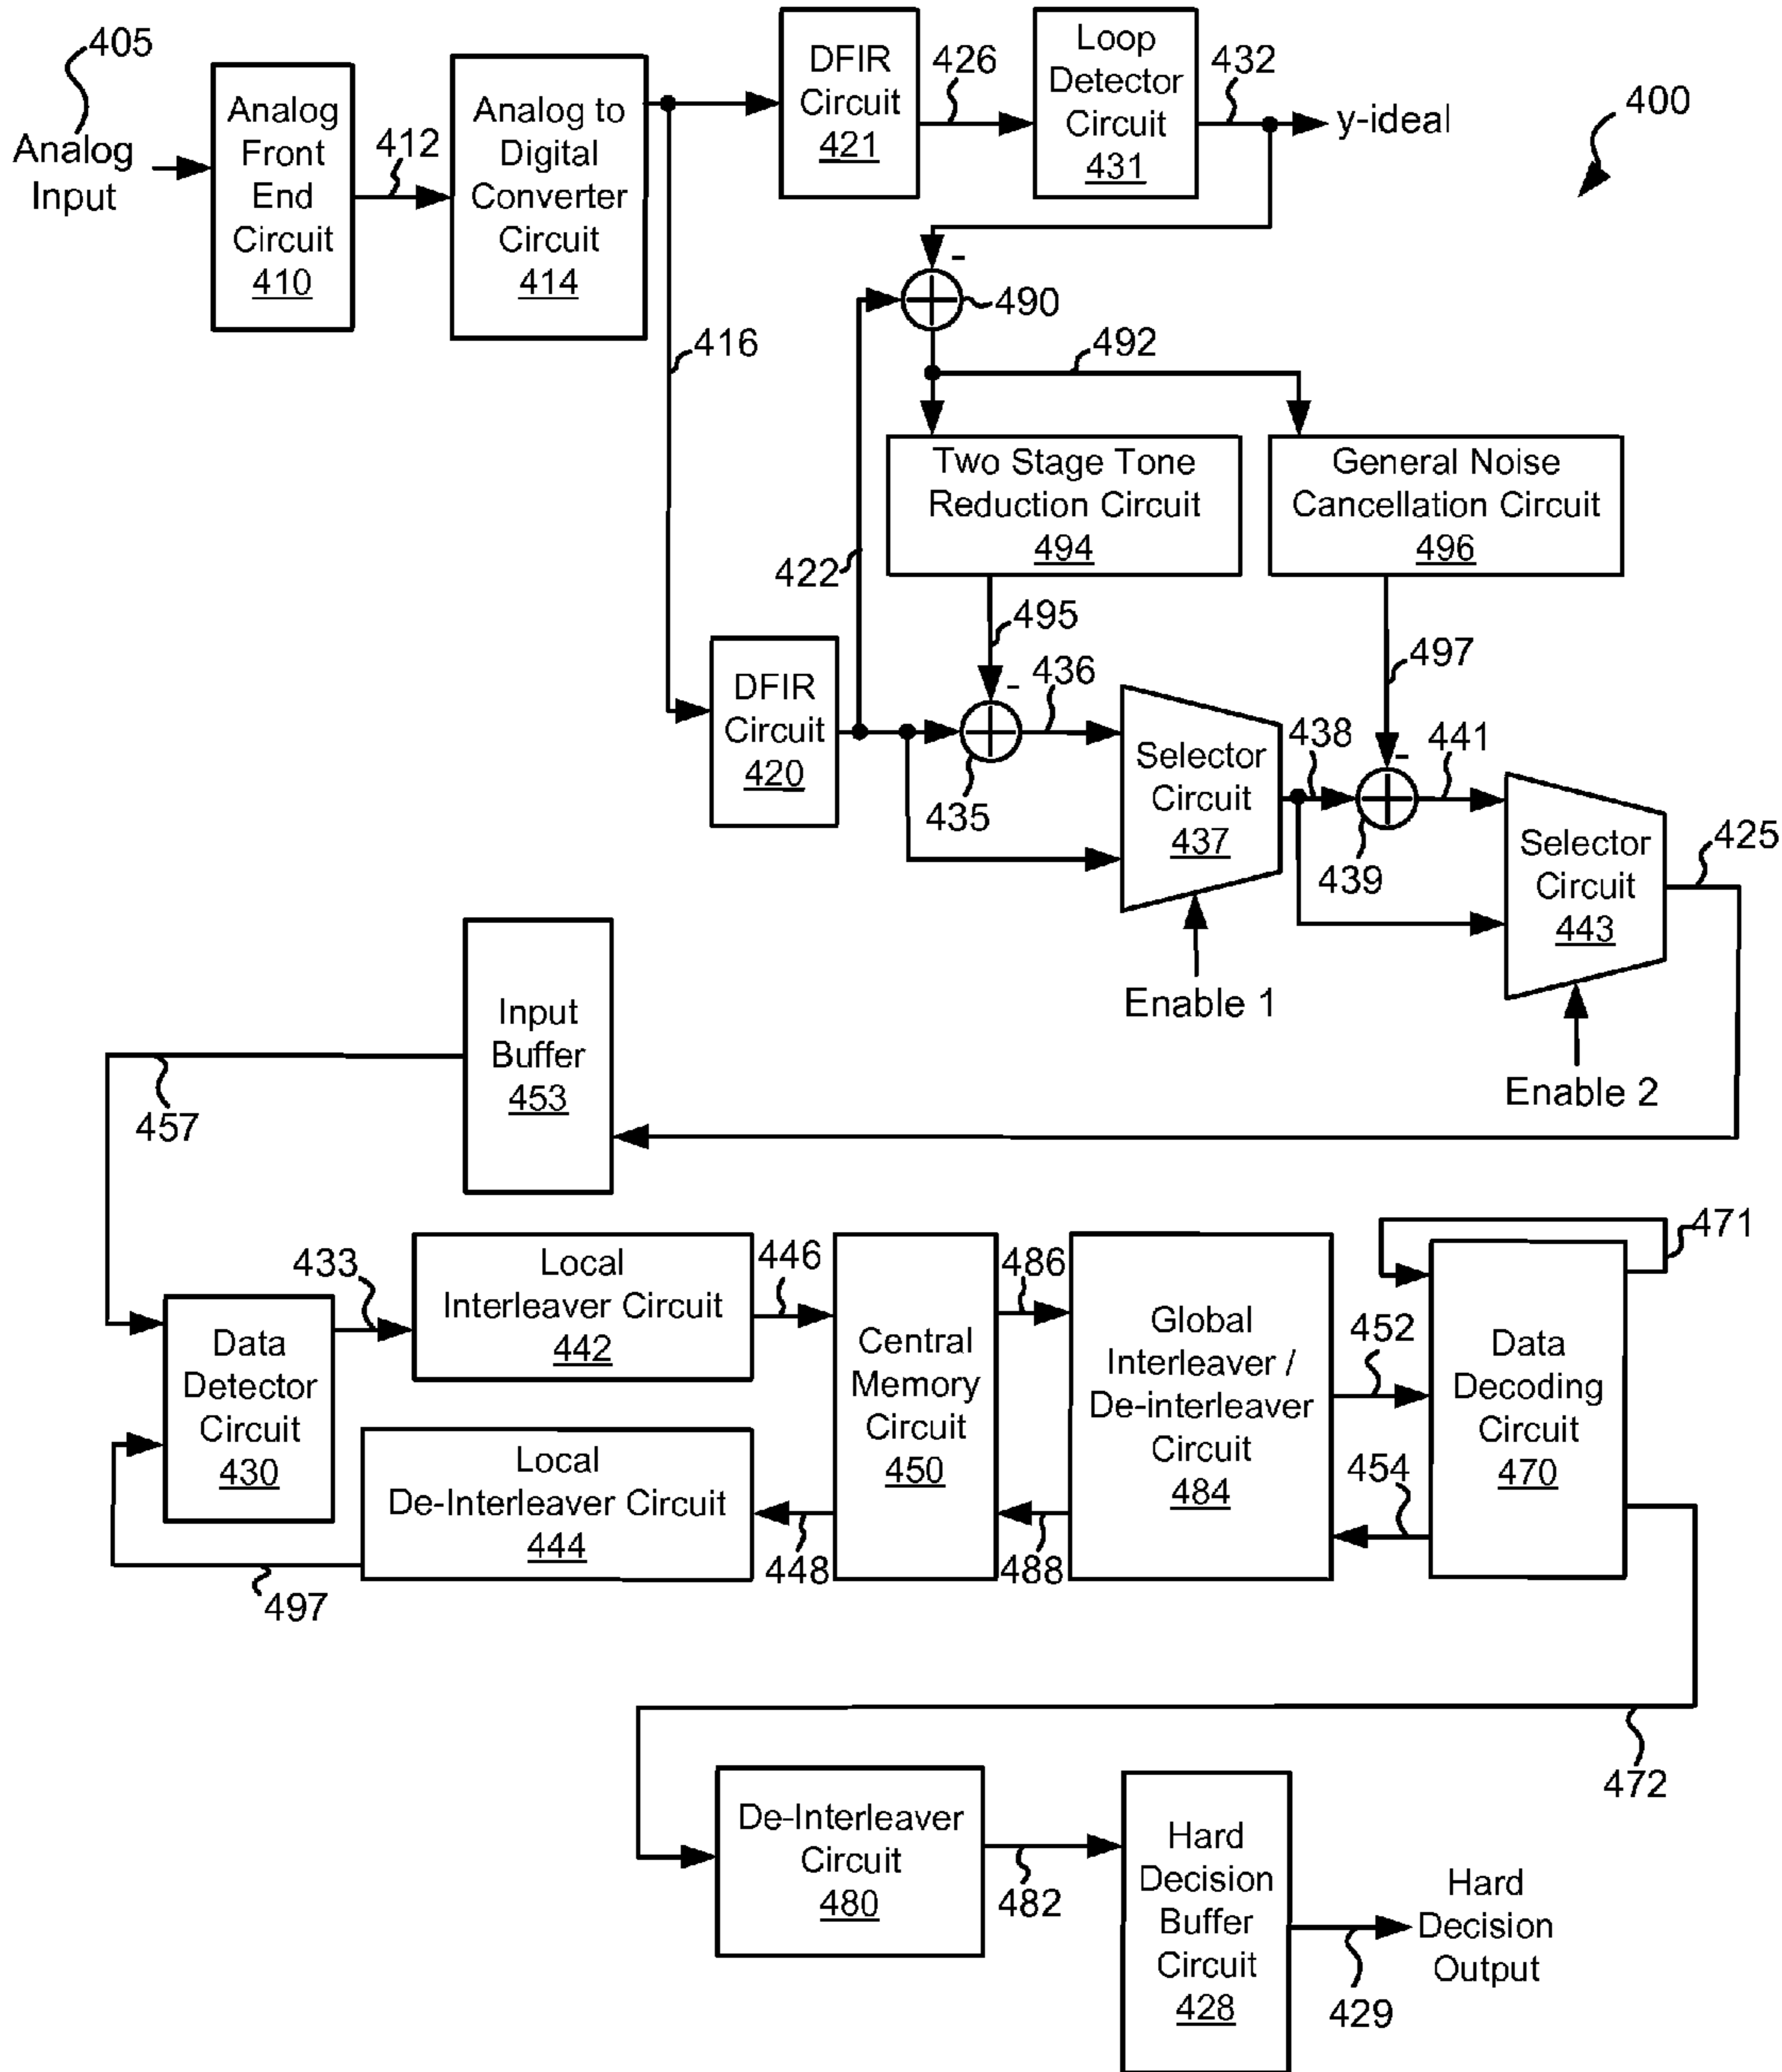 405
Analog
Input
Analog
Front
End
Circuit
410
412
Analog to
Digital
Converter
Circuit
414
416
DFIR
Circuit
421
426
Loop
Detector
Circuit
431
432
y-ideal
400
-
490
492
Two Stage Tone
Reduction Circuit
494
General Noise
Cancellation Circuit
496
422
495
497
DFIR
Circuit
420
-
435
436
Selector
Circuit
437
Enable 1
438
-
439
441
Selector
Circuit
443
Enable 2
425
Input
Buffer
453
457
Data
Detector
Circuit
430
433
Local
Interleaver Circuit
442
446
Local
De-Interleaver Circuit
444
497
448
Central
Memory
Circuit
450
486
488
Global
Interleaver /
De-interleaver
Circuit
484
452
454
Data
Decoding
Circuit
470
471
472
De-Interleaver
Circuit
480
482
Hard
Decision
Buffer
Circuit
428
429
Hard
Decision
Output